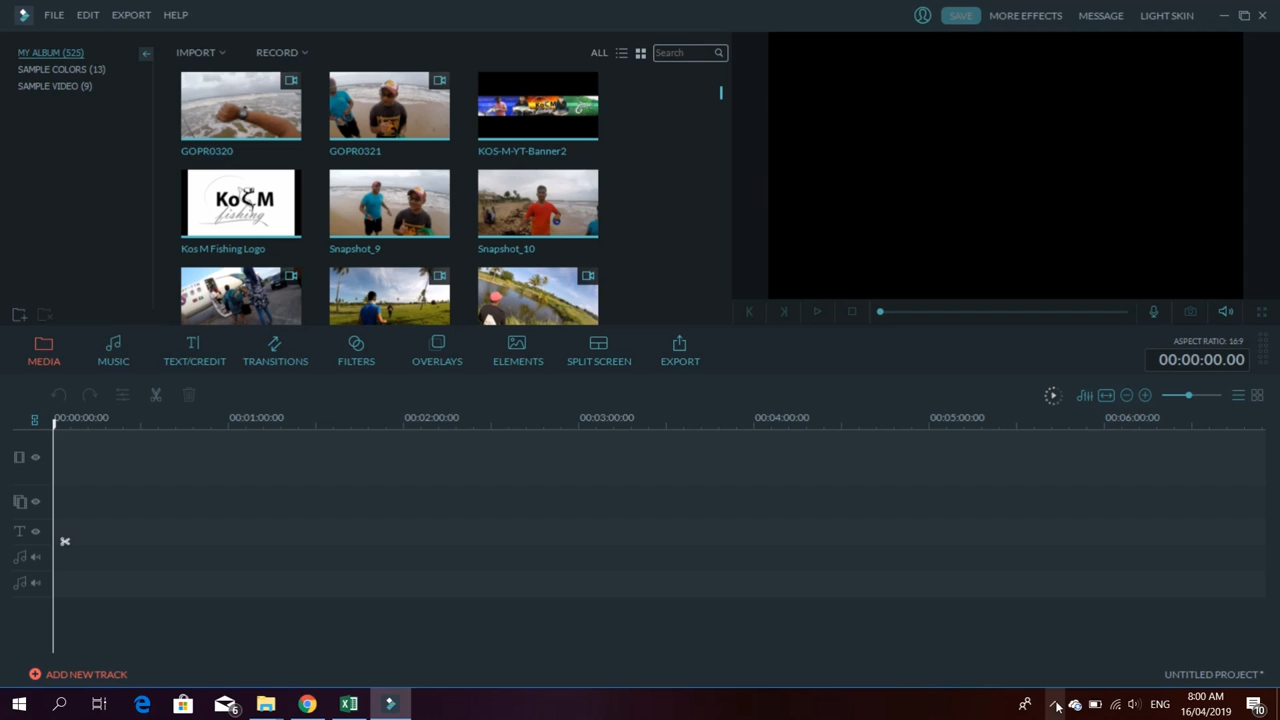 FILE EDIT EXPORT HELP
SAVE MORE EFFECTS MESSAGE LIGHT SKIN
MY ALBUM (525)
SAMPLE COLORS (13)
SAMPLE VIDEO (9)
IMPORT RECORD ALL Search
GOPR0320 GOPR0321 KOS-M-YT-Banner2
KoS M
fishing
Kos M Fishing Logo Snapshot_9 Snapshot_10
MEDIA MUSIC TEXT/CREDIT TRANSITIONS FILTERS OVERLAYS ELEMENTS SPLIT SCREEN EXPORT
ASPECT RATIO: 16:9
00:00:00.00
00:00:00:00 00:01:00:00 00:02:00:00 00:03:00:00 00:04:00:00 00:05:00:00 00:06:00:00
ADD NEW TRACK
UNTITLED PROJECT *
6
ENG
8:00 AM
16/04/2019
10